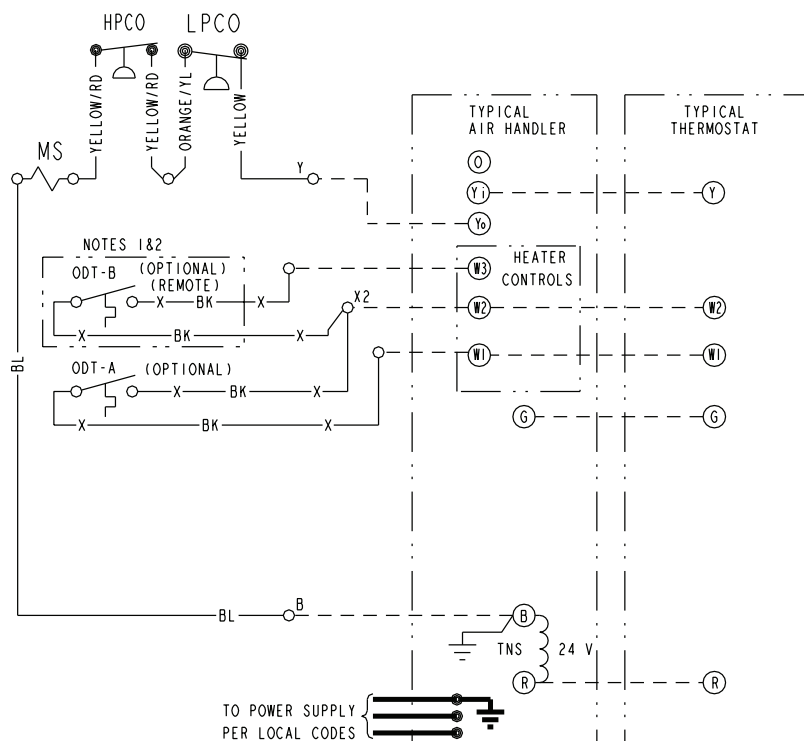 HPCO
LPCO
YELLOW/RD
YELLOW/RD
ORANGE/YL
YELLOW
MS
Y
TYPICAL
AIR HANDLER
TYPICAL
THERMOSTAT
O
Yi
Y
Yo
NOTES 1&2
ODT-B
(OPTIONAL)
(REMOTE)
X
BK
X
X
BK
X
X2
W3
HEATER
CONTROLS
W2
W2
W1
W1
ODT-A
(OPTIONAL)
X
BK
X
X
BK
X
BL
G
G
BL
B
B
TNS
24 V
R
R
TO POWER SUPPLY
PER LOCAL CODES